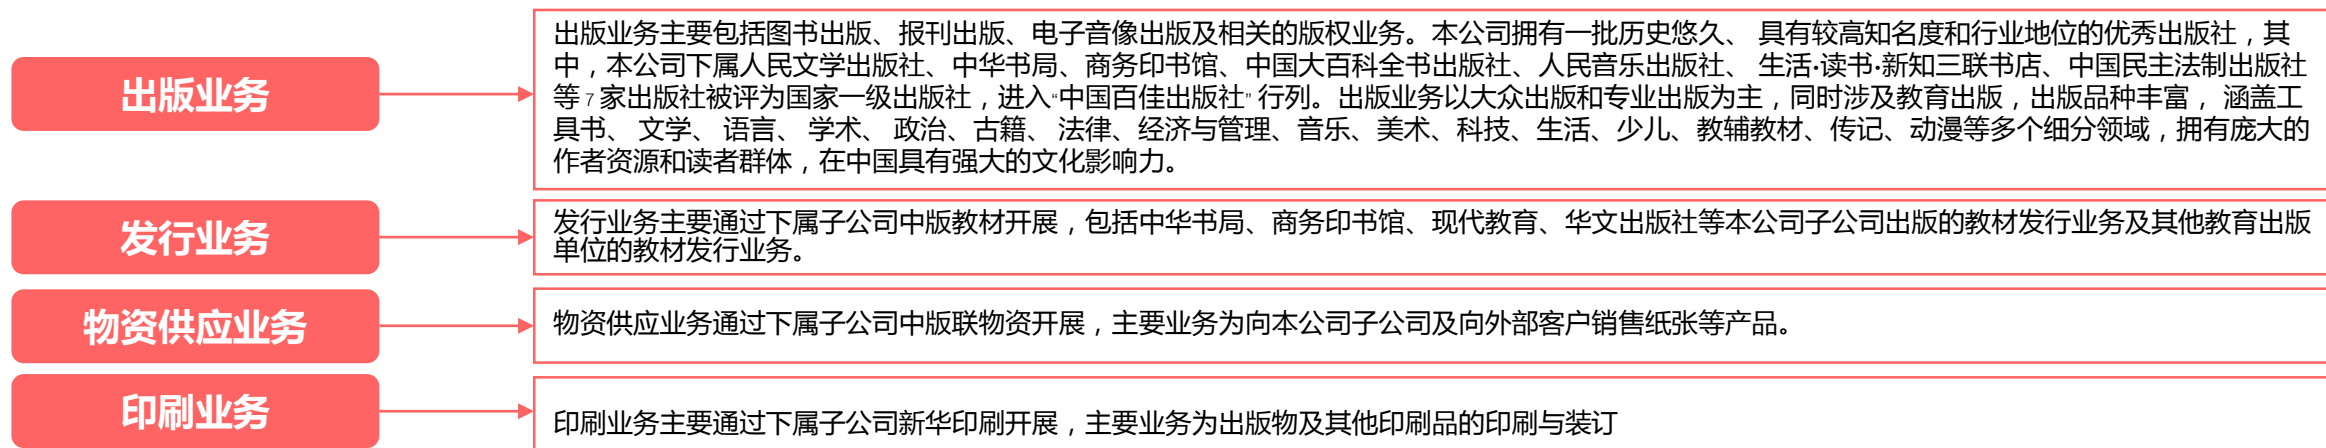 出版业务
出版业务主要包括图书出版、报刊出版、电子音像出版及相关的版权业务。本公司拥有一批历史悠久、 具有较高知名度和行业地位的优秀出版社，其
中，本公司下属人民文学出版社、中华书局、商务印书馆、中国大百科全书出版社、人民音乐出版社、 生活·读书·新知三联书店、中国民主法制出版社
等 7 家出版社被评为国家一级出版社，进入“中国百佳出版社” 行列。出版业务以大众出版和专业出版为主，同时涉及教育出版，出版品种丰富， 涵盖工
具书、 文学、 语言、 学术、 政治、古籍、 法律、经济与管理、音乐、美术、科技、生活、少儿、教辅教材、传记、动漫等多个细分领域，拥有庞大的
作者资源和读者群体，在中国具有强大的文化影响力。
发行业务
发行业务主要通过下属子公司中版教材开展，包括中华书局、商务印书馆、现代教育、华文出版社等本公司子公司出版的教材发行业务及其他教育出版
单位的教材发行业务。
物资供应业务
物资供应业务通过下属子公司中版联物资开展，主要业务为向本公司子公司及向外部客户销售纸张等产品。
印刷业务
印刷业务主要通过下属子公司新华印刷开展，主要业务为出版物及其他印刷品的印刷与装订